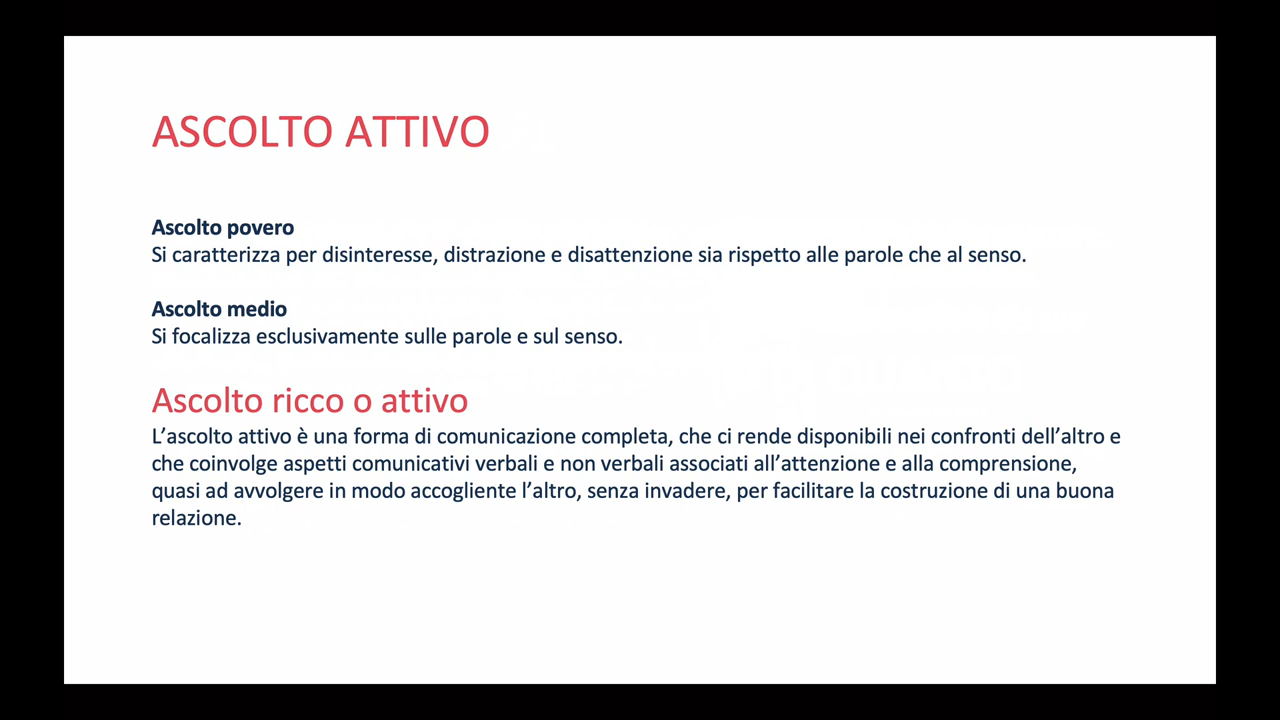 ASCOLTO ATTIVO
Ascolto povero
Si caratterizza per disinteresse, distrazione e disattenzione sia rispetto alle parole che al senso.
Ascolto medio
Si focalizza esclusivamente sulle parole e sul senso.
Ascolto ricco o attivo
L’ascolto attivo è una forma di comunicazione completa, che ci rende disponibili nei confronti dell’altro e
che coinvolge aspetti comunicativi verbali e non verbali associati all’attenzione e alla comprensione,
quasi ad avvolgere in modo accogliente l’altro, senza invadere, per facilitare la costruzione di una buona
relazione.